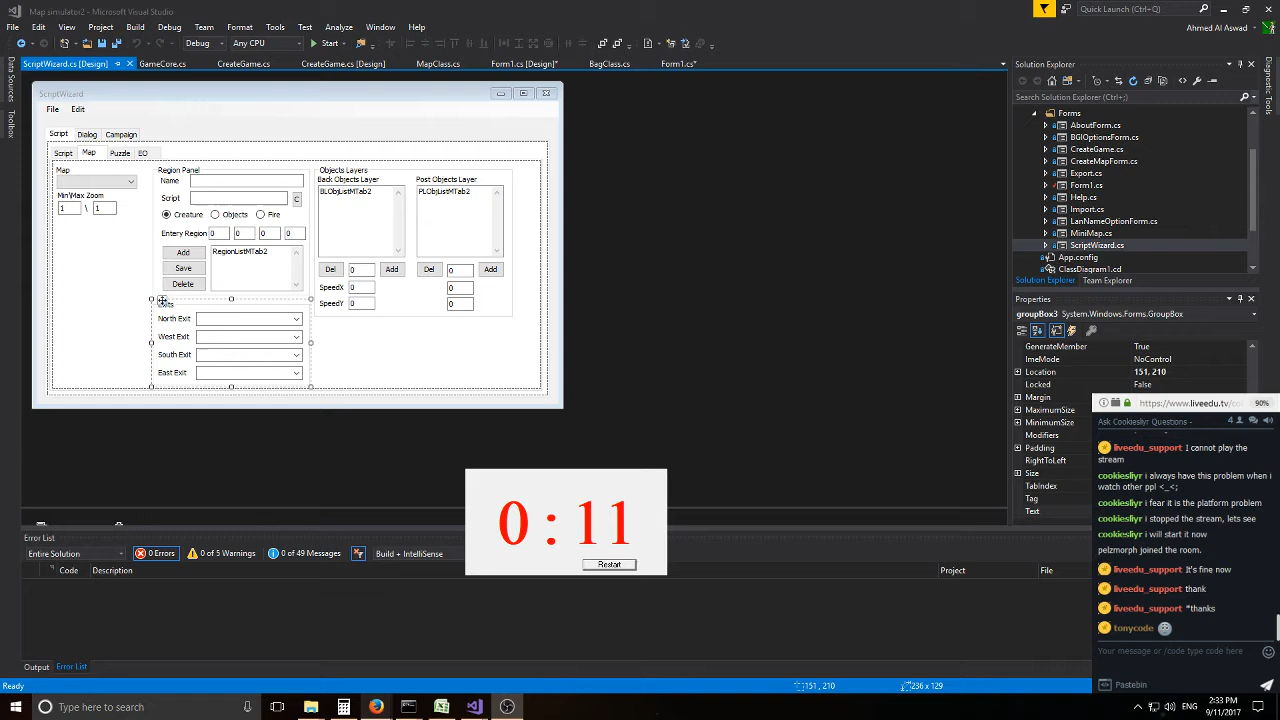 Map simulator2 - Microsoft Visual Studio
Quick Launch (Ctrl+Q)
File Edit View Project Build Debug Team Format Tools Test Analyze Window Help
Ahmed Al Aswad
Debug Any CPU Start
ScriptWizard.cs [Design] GameCore.cs CreateGame.cs CreateGame.cs [Design] MapClass.cs Form1.cs [Design]* BagClass.cs Form1.cs*
Data Sources
Toolbox
ScriptWizard
File Edit
Script Dialog Campaign
Script Map Puzzle EO
Map
Min\Max Zoom
1 \ 1
Region Panel
Name
Script
C
Creature Objects Fire
Entery Region 0 0 0 0
Add
Save
Delete
RegionListMTab2
North Exit
West Exit
South Exit
East Exit
Objects Layers
Back Objects Layer
BLObjListMTab2
Del 0 Add
SpeedX 0
SpeedY 0
Post Objects Layer
PLObjListMTab2
Del 0 Add
0
0
Solution Explorer
Search Solution Explorer (Ctrl+;)
Forms
AboutForm.cs
BGIOptionsForm.cs
CreateGame.cs
CreateMapForm.cs
Export.cs
Form1.cs
Help.cs
Import.cs
LanNameOptionForm.cs
MiniMap.cs
ScriptWizard.cs
App.config
ClassDiagram1.cd
Solution Explorer Team Explorer
Diagnostic Tools
Properties
groupBox3 System.Windows.Forms.GroupBox
GenerateMember True
ImeMode NoControl
Location 151, 210
Locked False
Margin
MaximumSize
MinimumSize
Modifiers
Padding
RightToLeft
Size
TabIndex
Tag
Text
0 : 11
Restart
Error List
Entire Solution 0 Errors 0 of 5 Warnings 0 of 49 Messages Build + IntelliSense
Code Description Project File
Output Error List
Ready 151 , 210 236 x 129
https://www.liveedu.tv/co 90%
Ask Cookiesliyr Questions - 4
liveedu_support I cannot play the
stream
cookiesliyr i always have this problem when i
watch other ppl <_<;
cookiesliyr i fear it is the platform problem
cookiesliyr i stopped the stream, lets see
cookiesliyr i will start it now
pelzmorph joined the room.
liveedu_support It's fine now
liveedu_support thank
liveedu_support *thanks
tonycode
Your message or /code type code here
Pastebin
Type here to search
ENG
2:33 PM
9/11/2017